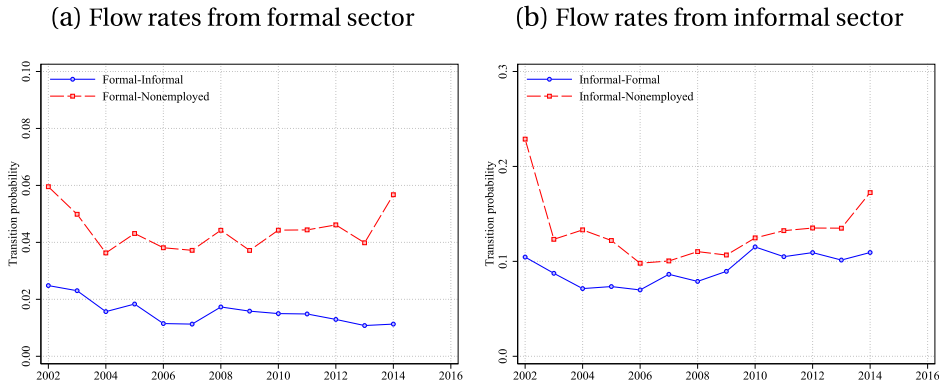 (a) Flow rates from formal sector
Formal-Informal
Formal-Nonemployed
Transition probability
0.10
0.08
0.06
0.04
0.02
0.00
2002 2004 2006 2008 2010 2012 2014 2016
(b) Flow rates from informal sector
Informal-Formal
Informal-Nonemployed
Transition probability
0.3
0.2
0.1
0.0
2002 2004 2006 2008 2010 2012 2014 2016